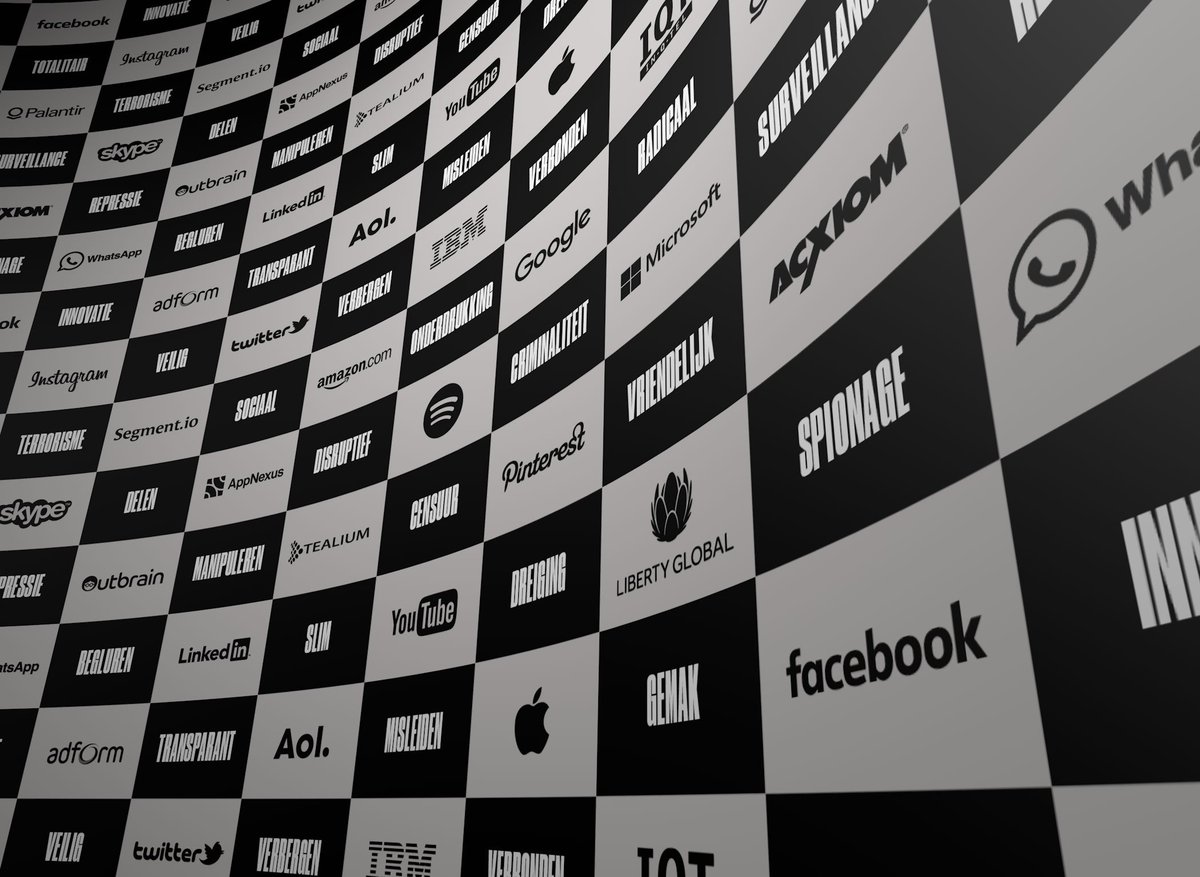 facebook
INNOVATIE
twitter
TOTALITAIR
Instagram
VEILIG
SOCIAAL
DISRUPTIEF
CENSUUR
Palantir
TERRORISME
Segment.io
AppNexus
TEALIUM
YouTube
SURVEILLANCE
skype
DELEN
MANIPULEREN
SLIM
MISLEIDEN
VERBONDEN
RADICAAL
REPRESSIE
Outbrain
LinkedIn
Aol.
IBM
Google
Microsoft
ACXIOM
WhatsApp
BEGLUREN
TRANSPARANT
VERBERGEN
ONDERDRUKKING
CRIMINALITEIT
VRIENDELIJK
SPIONAGE
INNOVATIE
adform
twitter
amazon.com
Pinterest
LIBERTY GLOBAL
facebook
Instagram
VEILIG
SOCIAAL
DISRUPTIEF
CENSUUR
DREIGING
GEMAK
TERRORISME
Segment.io
AppNexus
TEALIUM
YouTube
skype
DELEN
MANIPULEREN
SLIM
MISLEIDEN
Outbrain
LinkedIn
Aol.
BEGLUREN
TRANSPARANT
VERBERGEN
adform
twitter
IBM
VERBONDEN
VEILIG